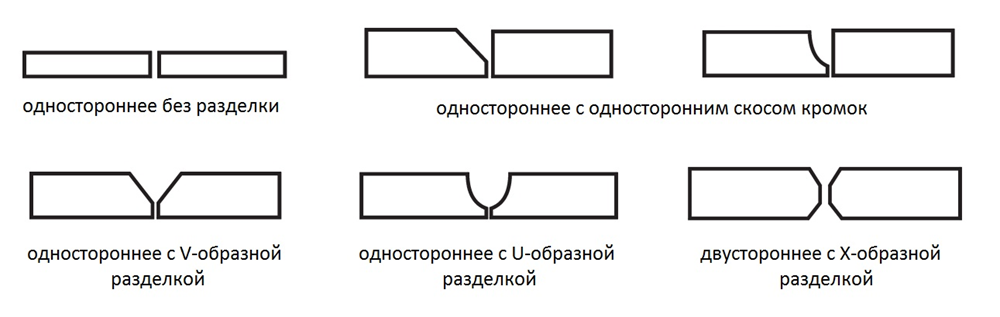 одностороннее без разделки
одностороннее с односторонним скосом кромок
одностороннее с V-образной
разделкой
одностороннее с U-образной
разделкой
двустороннее с X-образной
разделкой